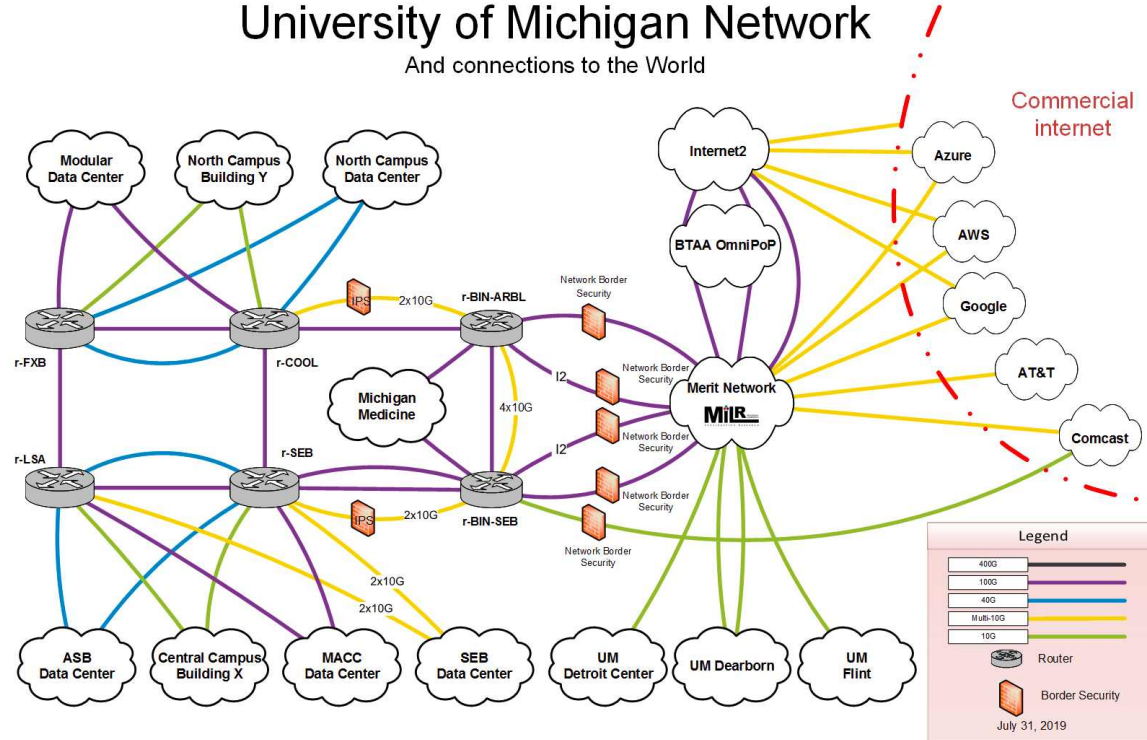 University of Michigan Network
And connections to the World
Commercial
internet
Modular
Data Center
North Campus
Building Y
North Campus
Data Center
Internet2
Azure
BTAA OmniPoP
AWS
Google
AT&T
Comcast
r-FXB
r-COOL
IPS
2x10G
r-BIN-ARBL
Network Border
Security
I2
Network Border
Security
Michigan
Medicine
4x10G
Merit Network
MiLR
I2
Network Border
Security
r-LSA
r-SEB
IPS
2x10G
r-BIN-SEB
Network Border
Security
Network Border
Security
2x10G
2x10G
ASB
Data Center
Central Campus
Building X
MACC
Data Center
SEB
Data Center
UM
Detroit Center
UM Dearborn
UM
Flint
Legend
400G
100G
40G
Multi-10G
10G
Router
Border Security
July 31, 2019